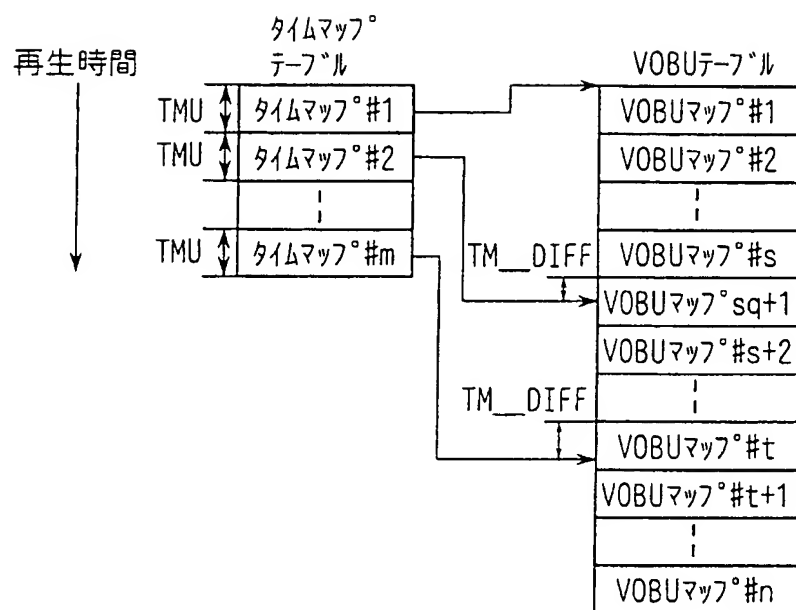 再生時間
タイムマップ
テーブル
TMU タイムマップ#1
TMU タイムマップ#2
TMU タイムマップ#m
TM__DIFF
TM__DIFF
VOBUテーブル
VOBUマップ#1
VOBUマップ#2
VOBUマップ#s
VOBUマップsq+1
VOBUマップ#s+2
VOBUマップ#t
VOBUマップ#t+1
VOBUマップ#n